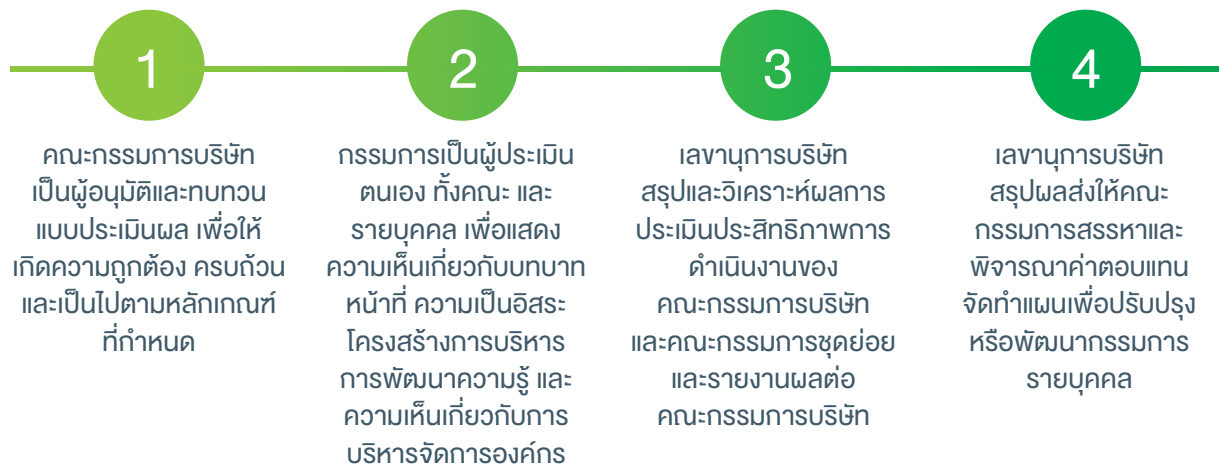 1
คณะกรรมการบริษัท
เป็นผู้อนุมัติและทบทวน
แบบประเมินผล เพื่อให้
เกิดความถูกต้อง ครบถ้วน
และเป็นไปตามหลักเกณฑ์
ที่กำหนด
2
กรรมการเป็นผู้ประเมิน
ตนเอง ทั้งคณะ และ
รายบุคคล เพื่อแสดง
ความเห็นเกี่ยวกับบทบาท
หน้าที่ ความเป็นอิสระ
โครงสร้างการบริหาร
การพัฒนาความรู้ และ
ความเห็นเกี่ยวกับการ
บริหารจัดการองค์กร
3
เลขานุการบริษัท
สรุปและวิเคราะห์ผลการ
ประเมินประสิทธิภาพการ
ดำเนินงานของ
คณะกรรมการบริษัท
และคณะกรรมการชุดย่อย
และรายงานผลต่อ
คณะกรรมการบริษัท
4
เลขานุการบริษัท
สรุปผลส่งให้คณะ
กรรมการสรรหาและ
พิจารณาค่าตอบแทน
จัดทำแผนเพื่อปรับปรุง
หรือพัฒนากรรมการ
รายบุคคล